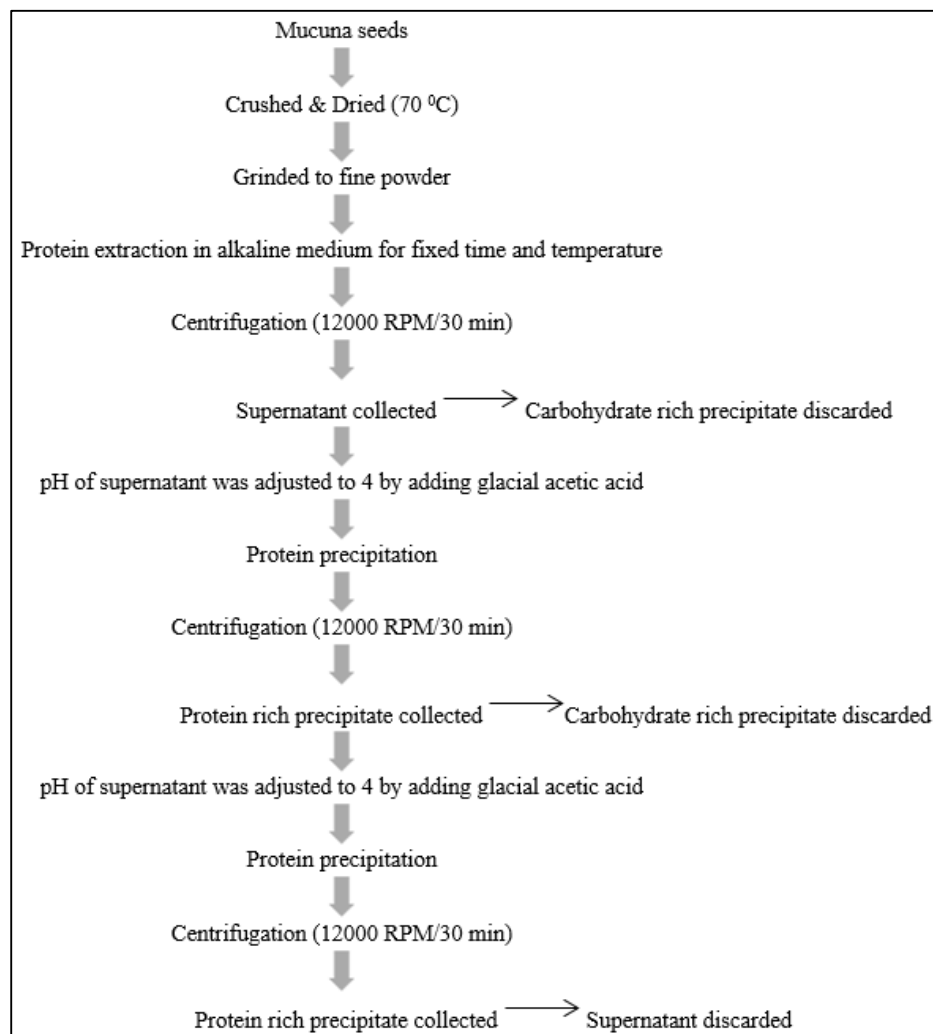 Mucuna seeds
Crushed & Dried (70 ⁰C)
Grinded to fine powder
Protein extraction in alkaline medium for fixed time and temperature
Centrifugation (12000 RPM/30 min)
Supernatant collected Carbohydrate rich precipitate discarded
pH of supernatant was adjusted to 4 by adding glacial acetic acid
Protein precipitation
Centrifugation (12000 RPM/30 min)
Protein rich precipitate collected Carbohydrate rich precipitate discarded
pH of supernatant was adjusted to 4 by adding glacial acetic acid
Protein precipitation
Centrifugation (12000 RPM/30 min)
Protein rich precipitate collected Supernatant discarded